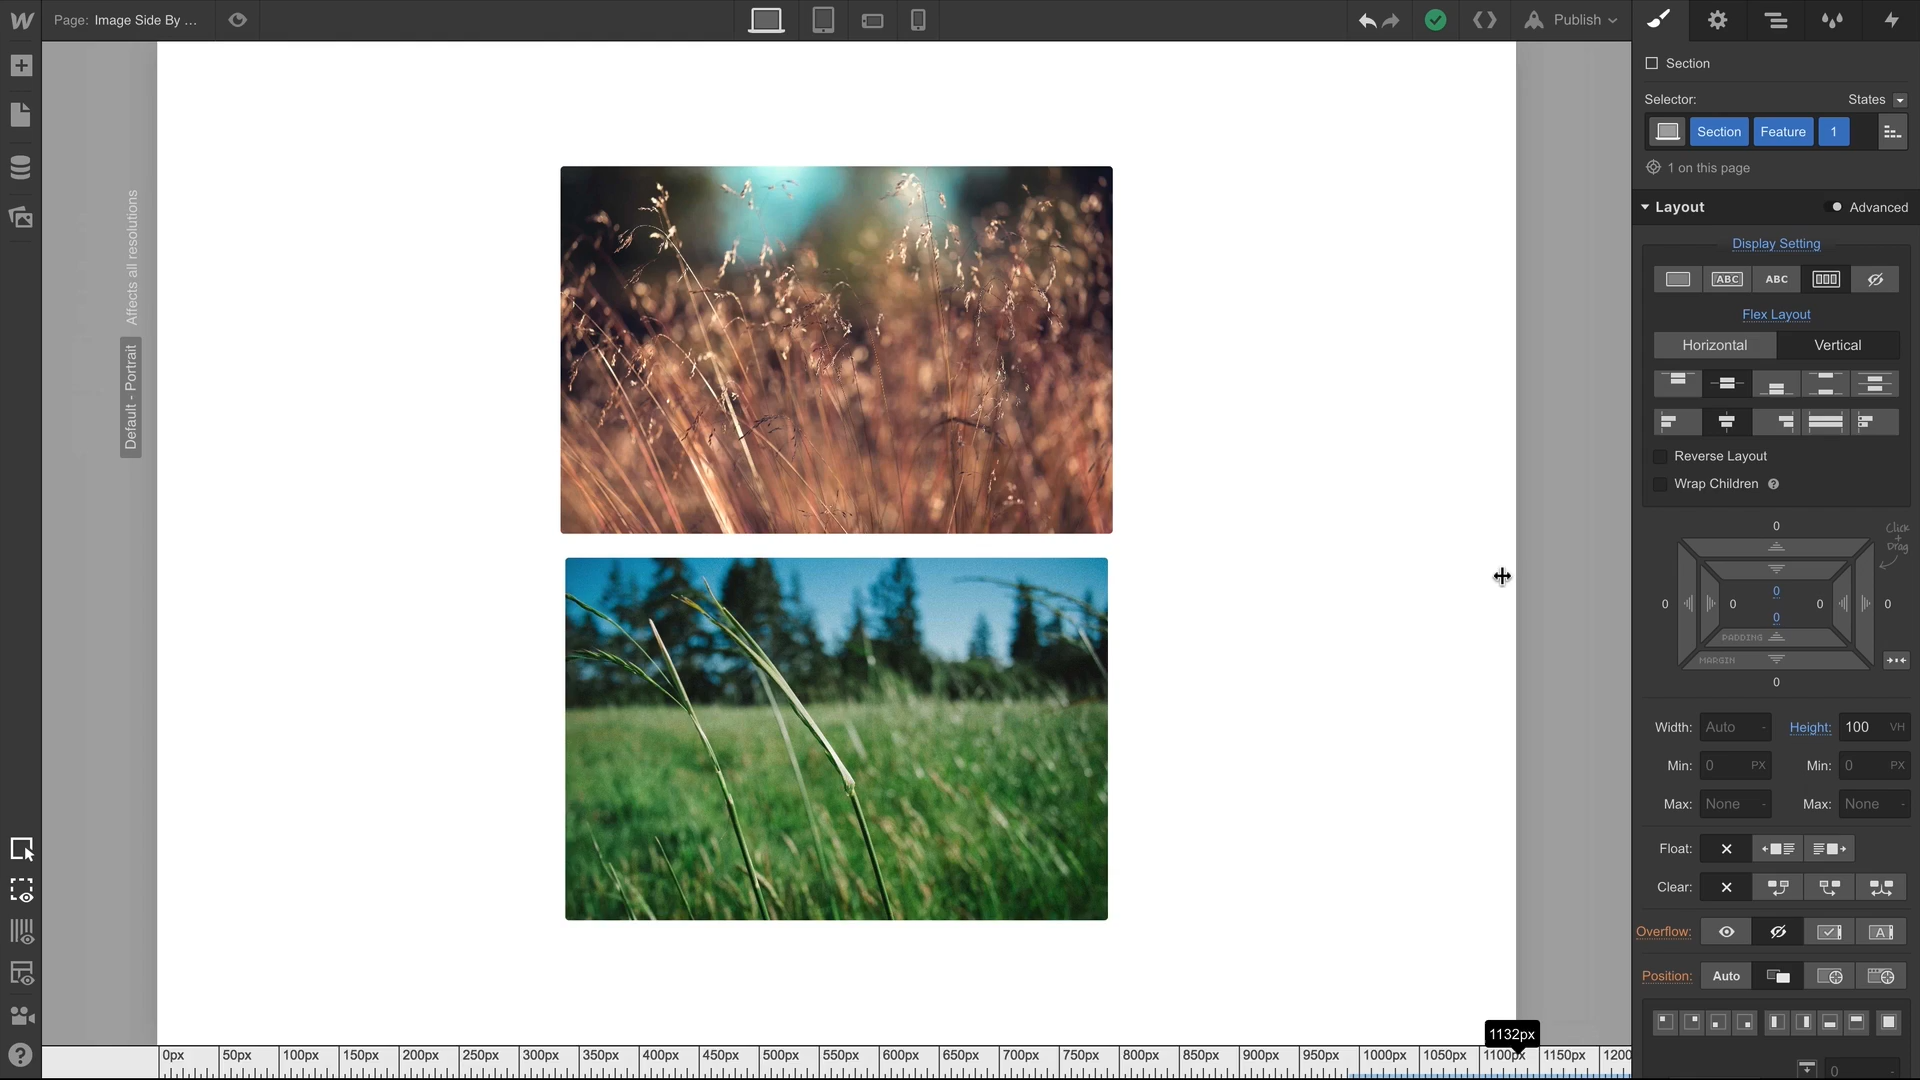 Page: Image Side By ...
Publish
Section
Selector:
States
Section
Feature
1
1 on this page
Layout
Advanced
Display Setting
ABC
ABC
Flex Layout
Horizontal
Vertical
Reverse Layout
Wrap Children
?
Affects all resolutions
Default - Portrait
0
Click
+
Drag
0
0
0
0
0
0
PADDING
MARGIN
0
Width:
Auto
-
Height:
100
VH
Min:
0
PX
Min:
0
PX
Max:
None
-
Max:
None
-
Float:
Clear:
Overflow:
A
Position:
Auto
0
-
1132px
0px
50px
100px
150px
200px
250px
300px
350px
400px
450px
500px
550px
600px
650px
700px
750px
800px
850px
900px
950px
1000px
1050px
1100px
1150px
1200